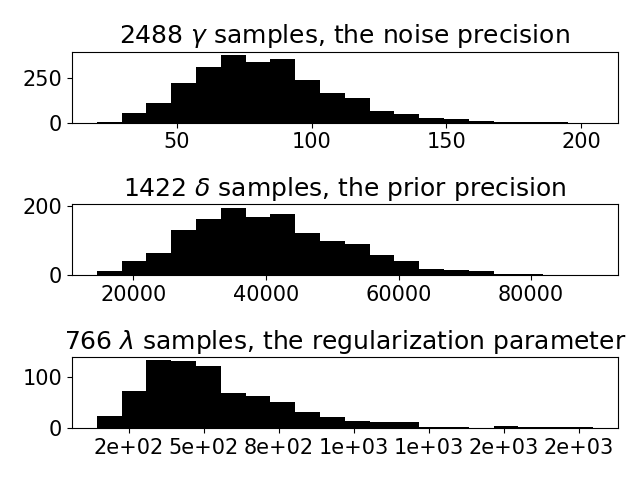 2488 γ samples, the noise precision
250
0
50 100 150 200
1422 δ samples, the prior precision
200
0
20000 40000 60000 80000
766 λ samples, the regularization parameter
100
0
2e+02 5e+02 8e+02 1e+03 1e+03 2e+03 2e+03